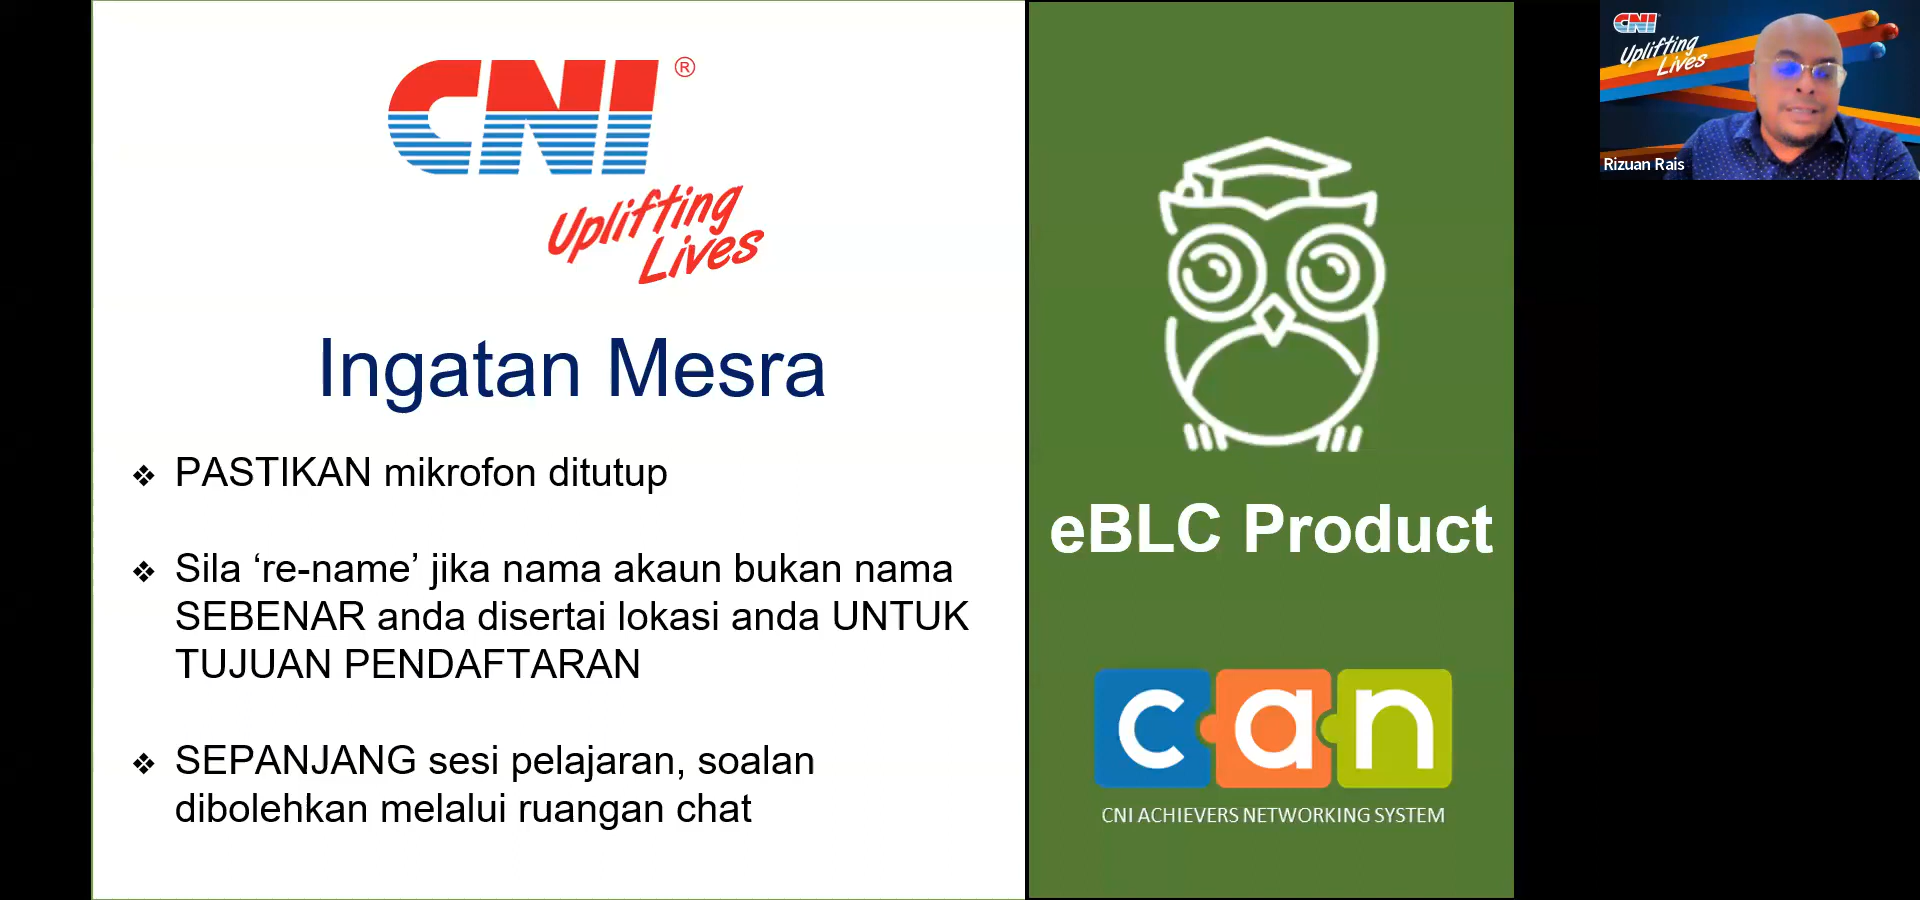 CNI®
Uplifting
Lives
Ingatan Mesra
❖ PASTIKAN mikrofon ditutup
❖ Sila ‘re-name’ jika nama akaun bukan nama
SEBENAR anda disertai lokasi anda UNTUK
TUJUAN PENDAFTARAN
❖ SEPANJANG sesi pelajaran, soalan
dibolehkan melalui ruangan chat
eBLC Product
can
CNI ACHIEVERS NETWORKING SYSTEM
CNI
Uplifting
Lives
Rizuan Rais